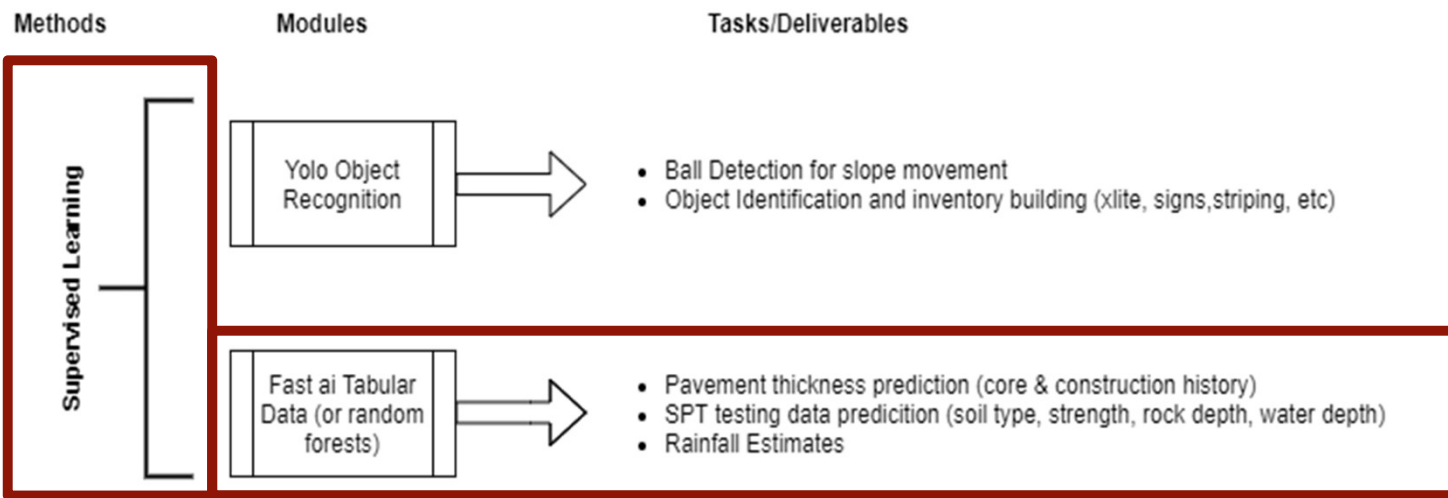 Methods
Modules
Tasks/Deliverables
Supervised Learning
Yolo Object
Recognition
• Ball Detection for slope movement
• Object Identification and inventory building (xlite, signs,striping, etc)
Fast ai Tabular
Data (or random
forests)
• Pavement thickness prediction (core & construction history)
• SPT testing data predicition (soil type, strength, rock depth, water depth)
• Rainfall Estimates